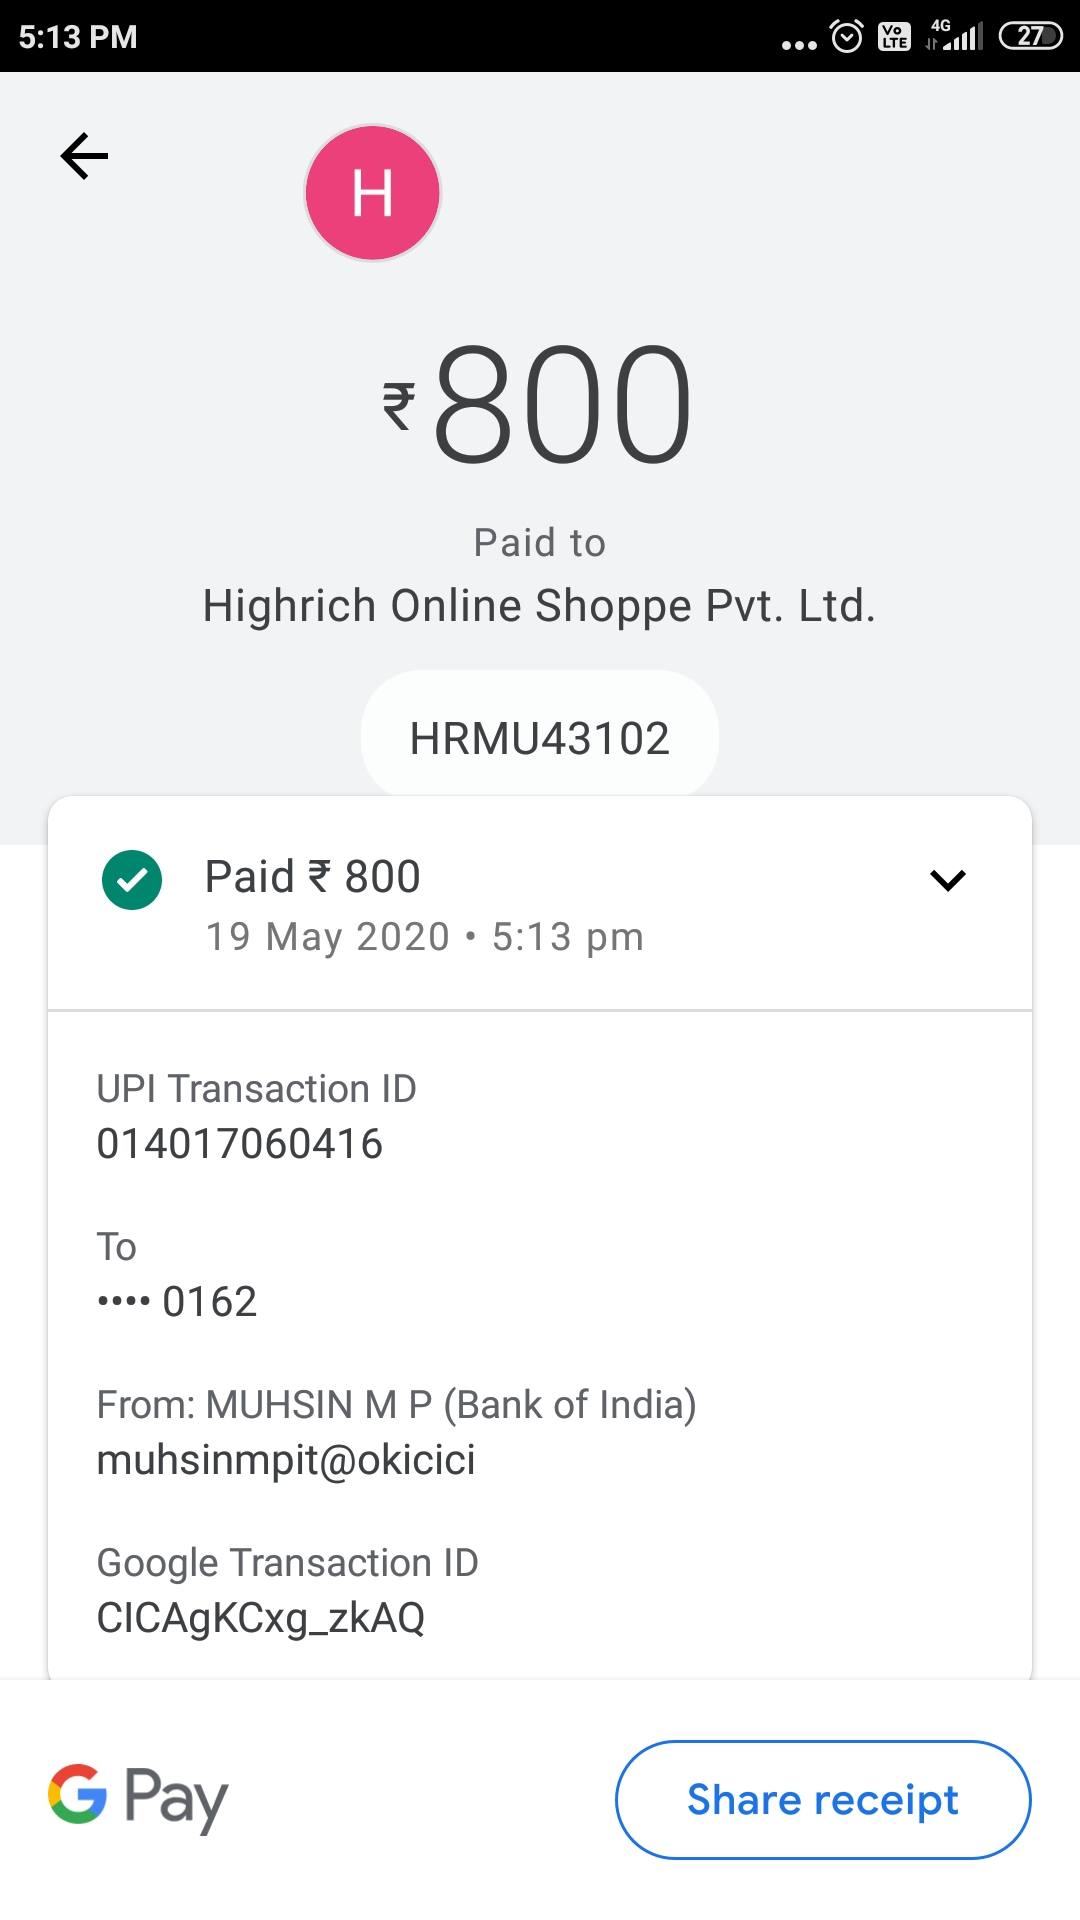 5:13 PM
4G
Vo
LTE
27
H
₹800
Paid to
Highrich Online Shoppe Pvt. Ltd.
HRMU43102
Paid ₹ 800
19 May 2020 • 5:13 pm
UPI Transaction ID
014017060416
To
•••• 0162
From: MUHSIN M P (Bank of India)
muhsinmpit@okicici
Google Transaction ID
CICAgKCxg_zkAQ
G Pay
Share receipt